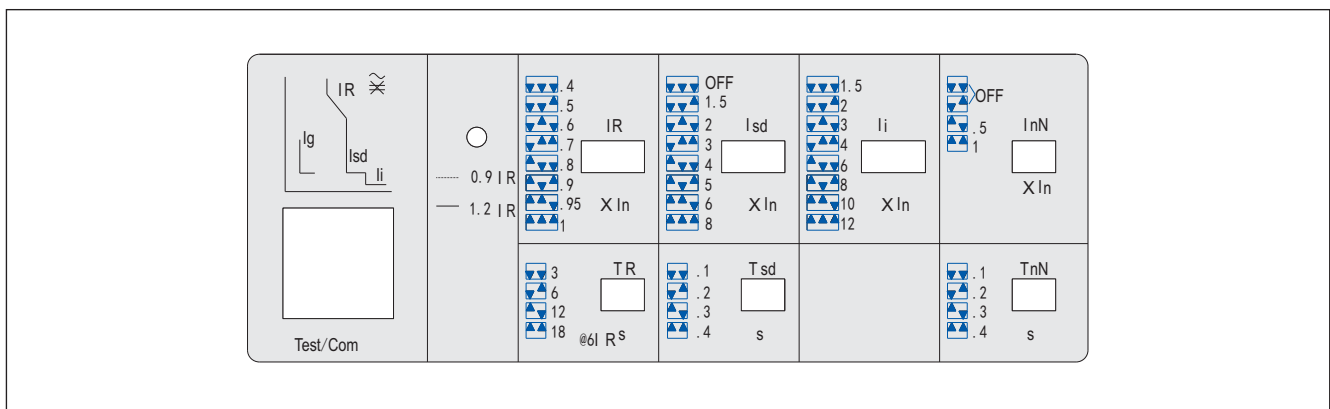 IR
Ig
Isd
Ii
Test/Com
0.9 IR
1.2 IR
.4
.5
.6
.7
.8
.9
.95
1
IR
X In
OFF
1.5
2
3
4
5
6
8
Isd
X In
1.5
2
3
4
6
8
10
12
Ii
X In
OFF
.5
1
InN
X In
3
6
12
18
TR
@6I R s
.1
.2
.3
.4
Tsd
s
.1
.2
.3
.4
TnN
s